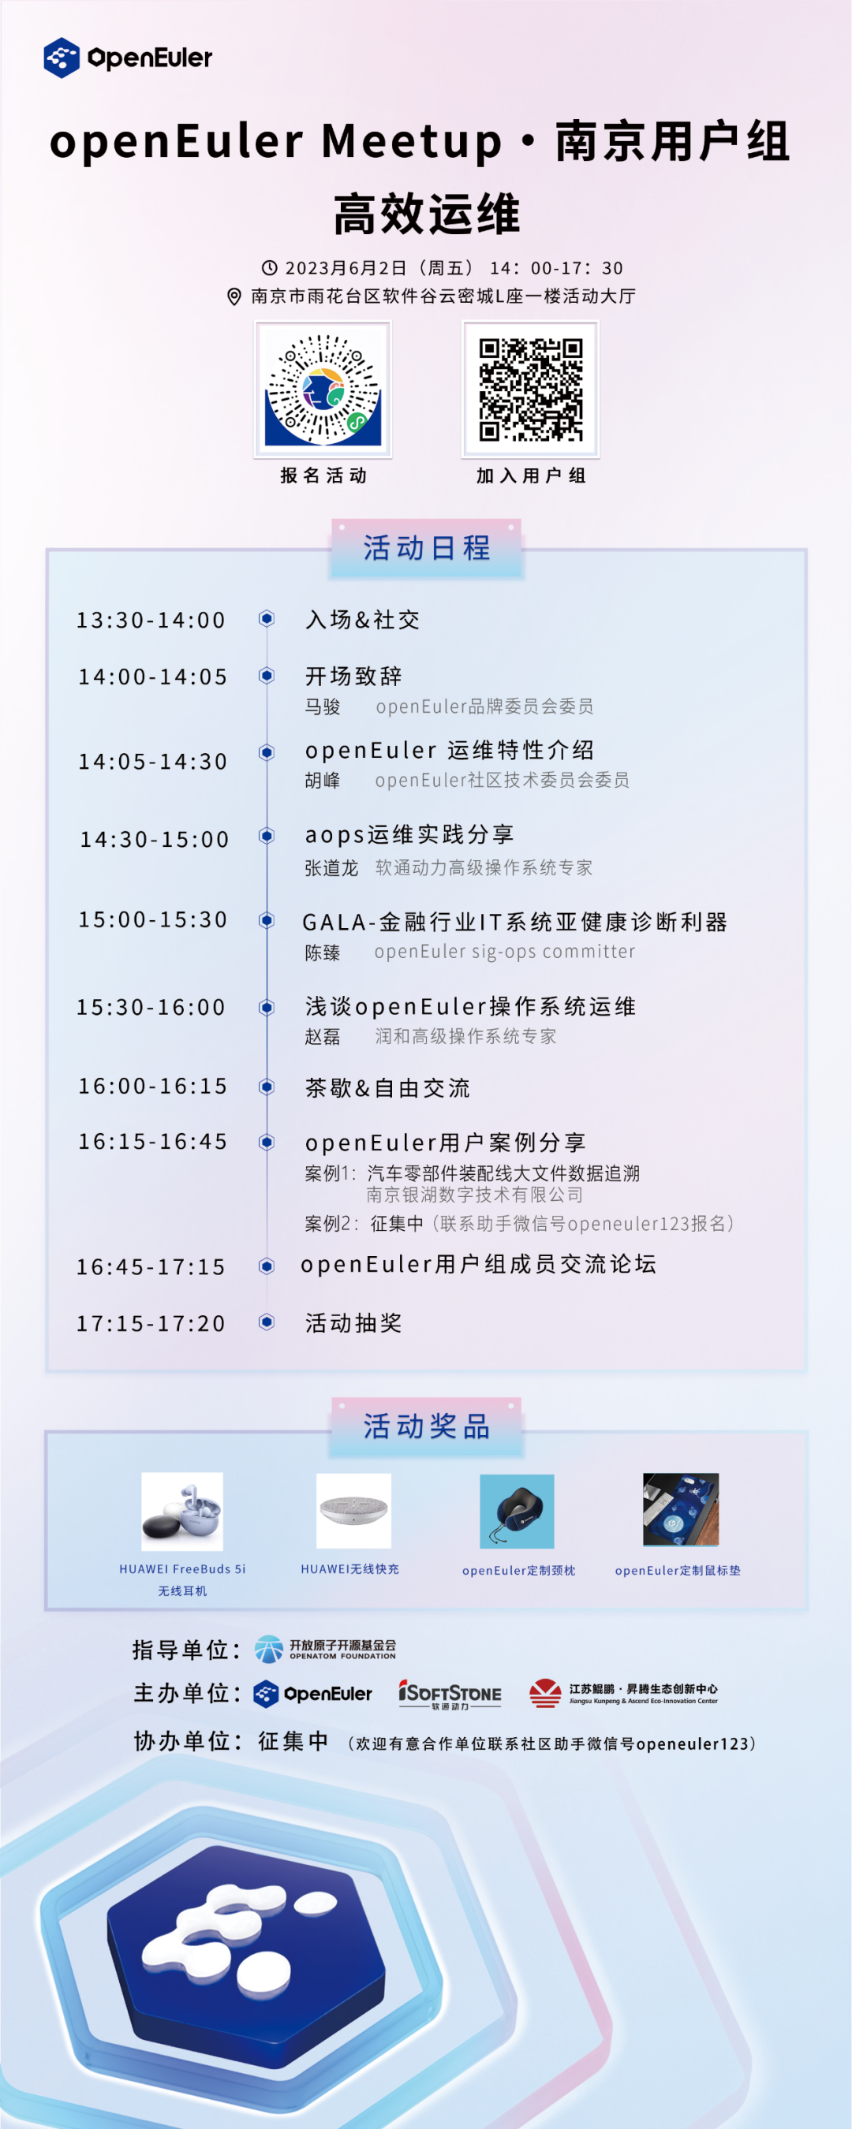 OpenEuler
openEuler Meetup·南京用户组
高效运维
2023年6月2日（周五） 14：00-17：30
南京市雨花台区软件谷云密城L座一楼活动大厅
报名活动
加入用户组
活动日程
13:30-14:00 入场&社交
14:00-14:05 开场致辞
马骏 openEuler品牌委员会委员
14:05-14:30 openEuler 运维特性介绍
胡峰 openEuler社区技术委员会委员
14:30-15:00 aops运维实践分享
张道龙 软通动力高级操作系统专家
15:00-15:30 GALA-金融行业IT系统亚健康诊断利器
陈臻 openEuler sig-ops committer
15:30-16:00 浅谈openEuler操作系统运维
赵磊 润和高级操作系统专家
16:00-16:15 茶歇&自由交流
16:15-16:45 openEuler用户案例分享
案例1：汽车零部件装配线大文件数据追溯
南京银湖数字技术有限公司
案例2：征集中（联系助手微信号openeuler123报名）
16:45-17:15 openEuler用户组成员交流论坛
17:15-17:20 活动抽奖
活动奖品
HUAWEI FreeBuds 5i
无线耳机
HUAWEI无线快充
openEuler定制颈枕
openEuler定制鼠标垫
指导单位：开放原子开源基金会
OPENATOM FOUNDATION
主办单位：OpenEuler iSOFTSTONE 软通动力 江苏鲲鹏·昇腾生态创新中心
Jiangsu Kunpeng & Ascend Eco-Innovation Center
协办单位：征集中 （欢迎有意合作单位联系社区助手微信号openeuler123）